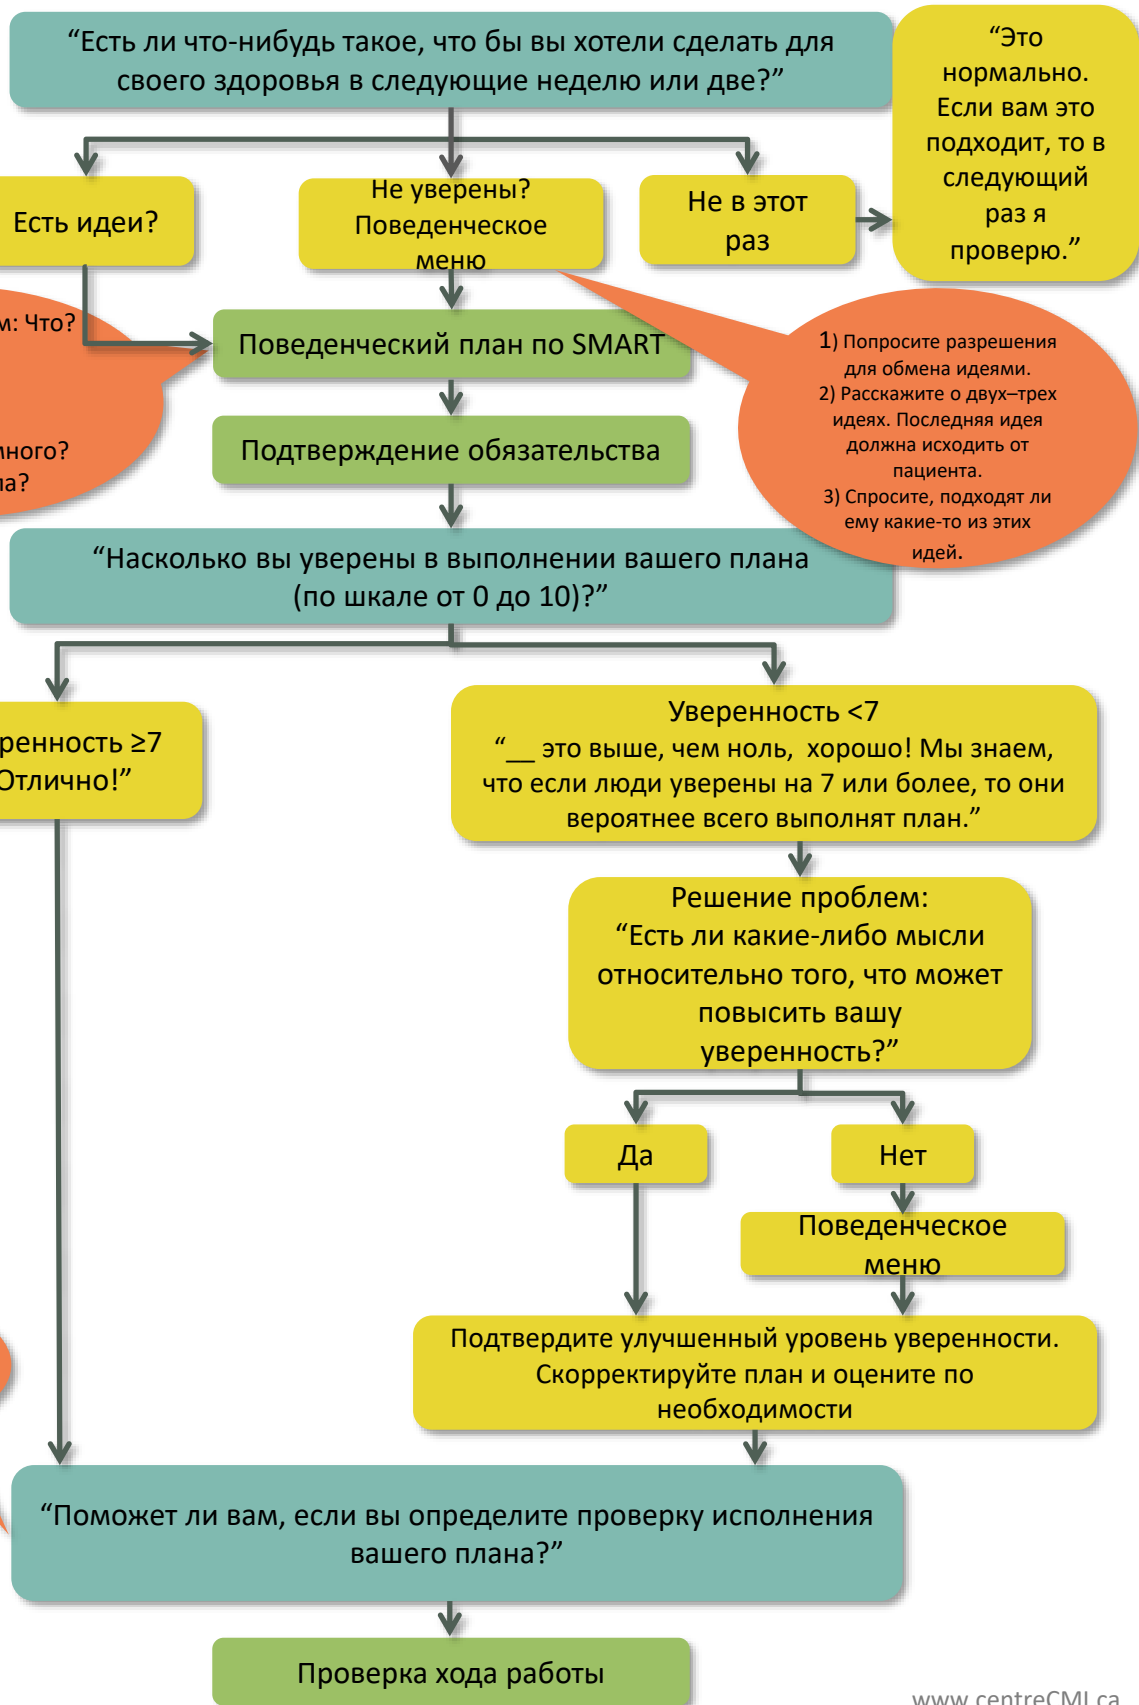 “Есть ли что-нибудь такое, что бы вы хотели сделать для
своего здоровья в следующие неделю или две?”
“Это
нормально.
Если вам это
подходит, то в
следующий
раз я
проверю.”
Есть идеи?
Не уверены?
Поведенческое
меню
Не в этот
раз
Что?
Поведенческий план по SMART
1) Попросите разрешения
для обмена идеями.
2) Расскажите о двух–трех
идеях. Последняя идея
должна исходить от
пациента.
3) Спросите, подходят ли
ему какие-то из этих
идей.
Подтверждение обязательства
“Насколько вы уверены в выполнении вашего плана
(по шкале от 0 до 10)?”
ренность ≥7
Отлично!”
Уверенность <7
“__ это выше, чем ноль, хорошо! Мы знаем,
что если люди уверены на 7 или более, то они
вероятнее всего выполнят план.”
Решение проблем:
“Есть ли какие-либо мысли
относительно того, что может
повысить вашу
уверенность?”
Да
Нет
Поведенческое
меню
Подтвердите улучшенный уровень уверенности.
Скорректируйте план и оцените по
необходимости
“Поможет ли вам, если вы определите проверку исполнения
вашего плана?”
Проверка хода работы
www.centreCMI.ca